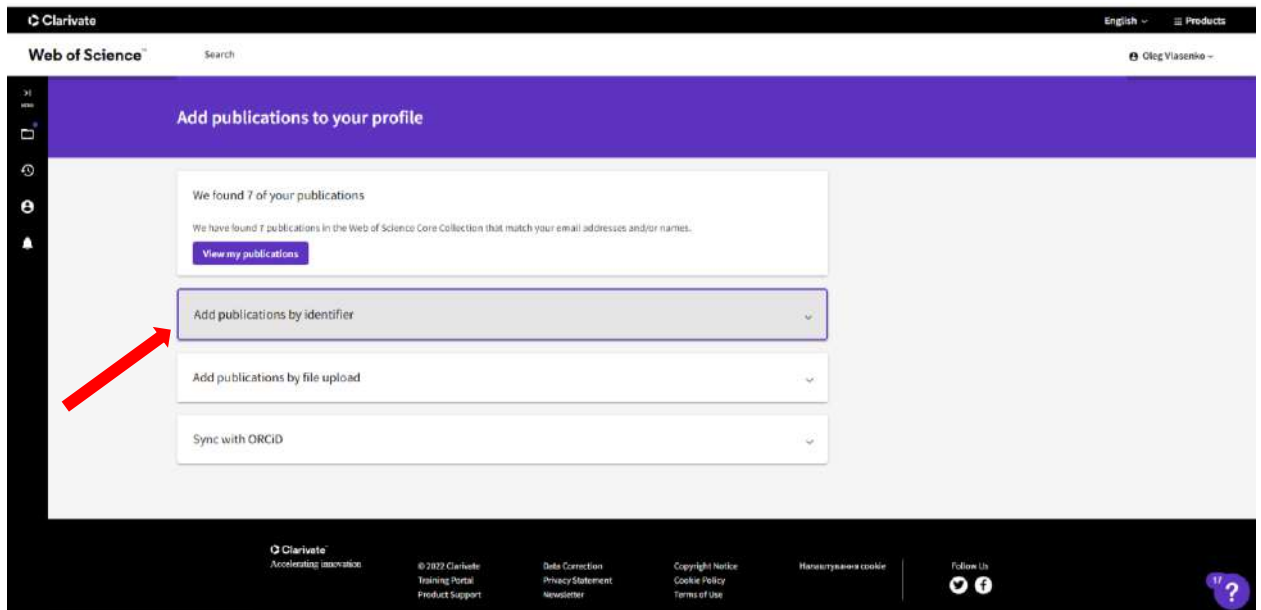 Clarivate
English
Products
Web of Science™
Search
Oleg Vlasenko
MENU
Add publications to your profile
We found 7 of your publications
We have found 7 publications in the Web of Science Core Collection that match your email addresses and/or names.
View my publications
Add publications by identifier
Add publications by file upload
Sync with ORCiD
Clarivate™
Accelerating innovation
© 2022 Clarivate
Training Portal
Product Support
Data Correction
Privacy Statement
Newsletter
Copyright Notice
Cookie Policy
Terms of Use
Налаштування cookie
Follow Us
17
?